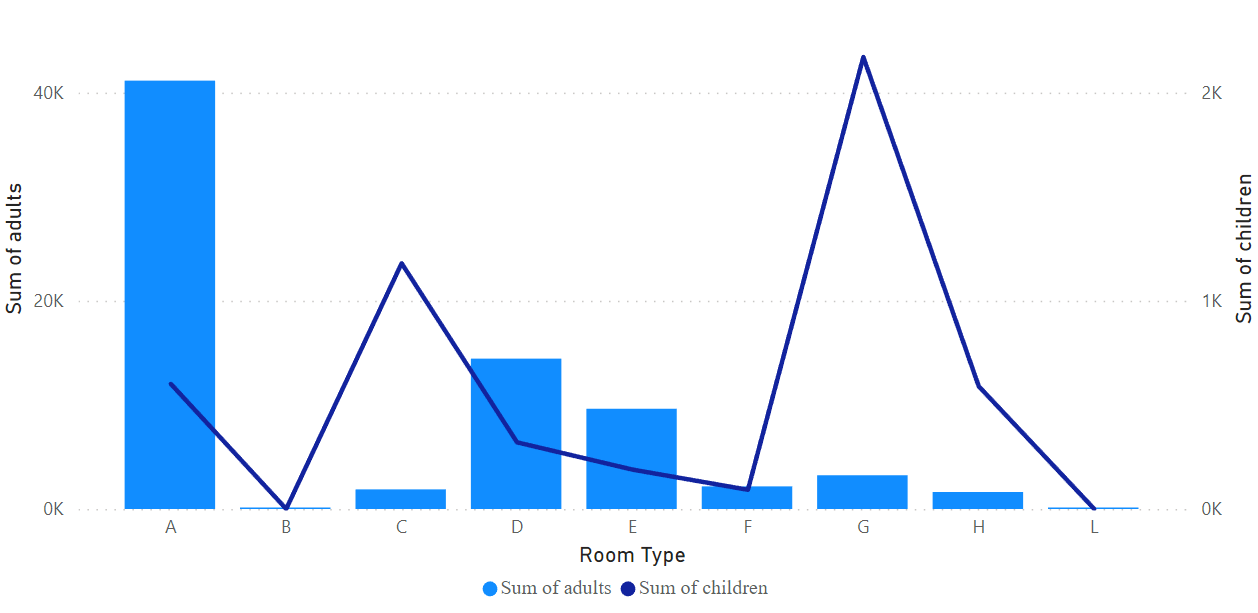 Sum of adults
40K
20K
0K
2K
1K
0K
Sum of children
A B C D E F G H L
Room Type
Sum of adults Sum of children